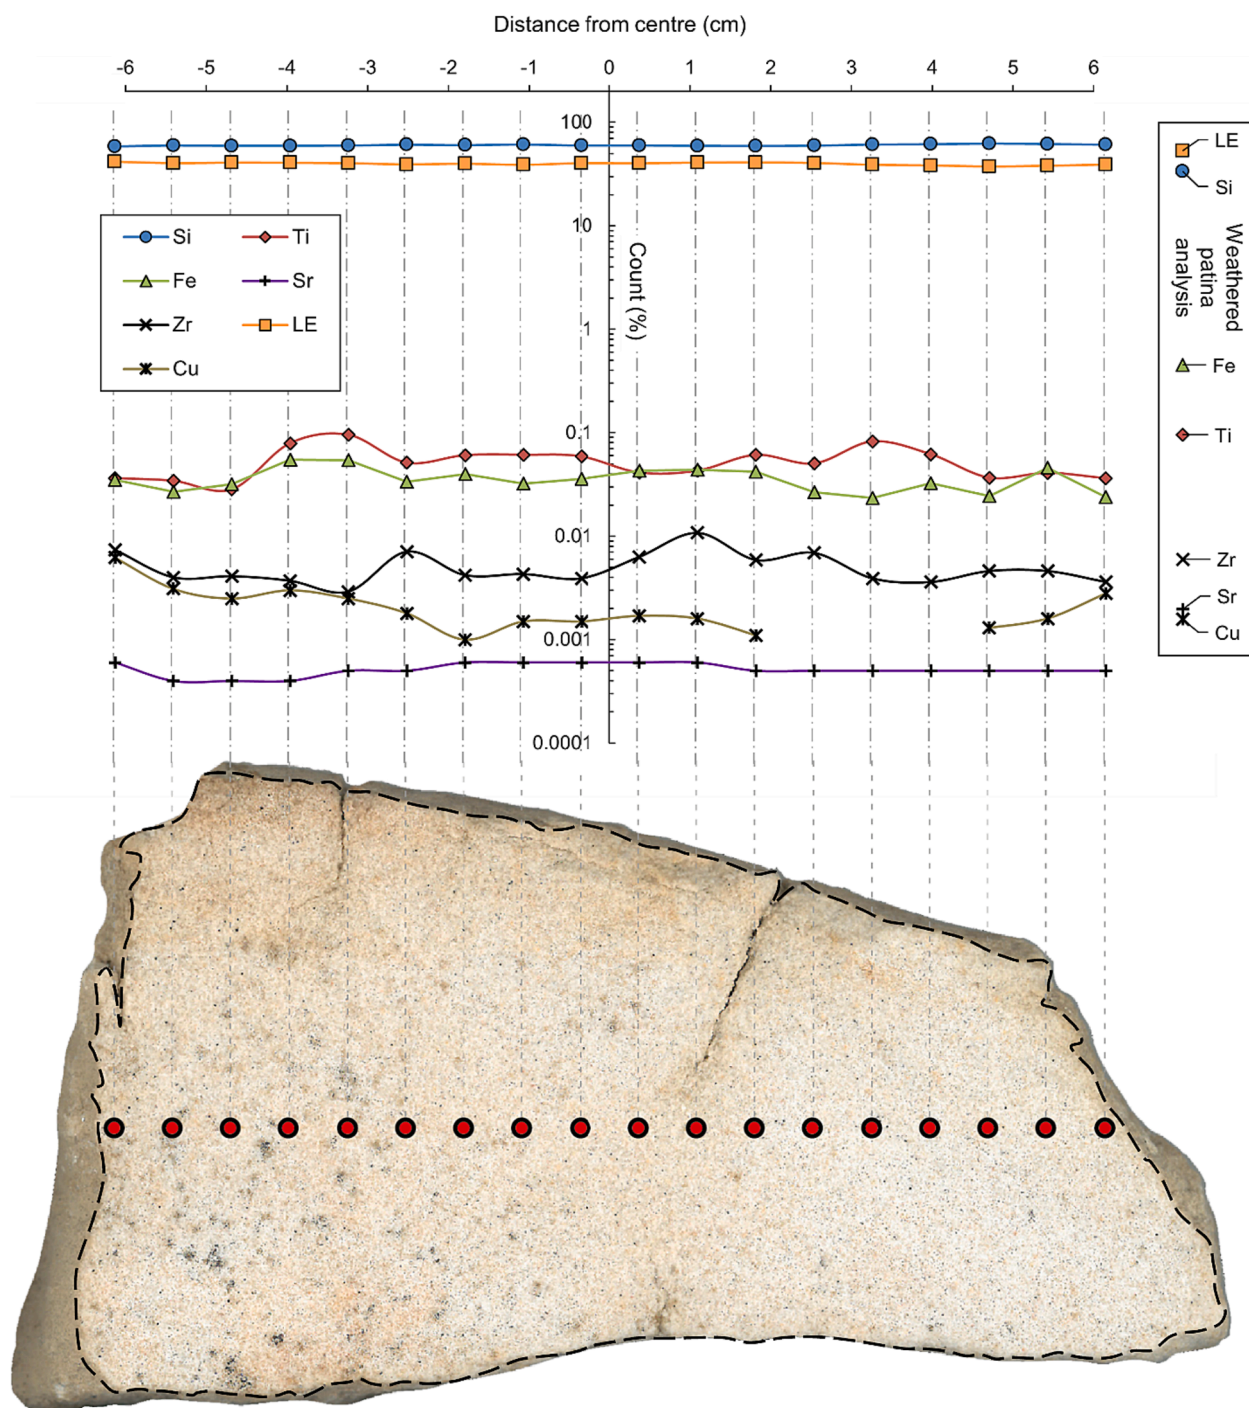 Distance from centre (cm)
-6 -5 -4 -3 -2 -1 0 1 2 3 4 5 6
100
10
1
0.1
0.01
0.001
0.0001
Count (%)
Si Ti
Fe Sr
Zr LE
Cu
LE
Si
Weathered
patina
analysis
Fe
Ti
Zr
Sr
Cu